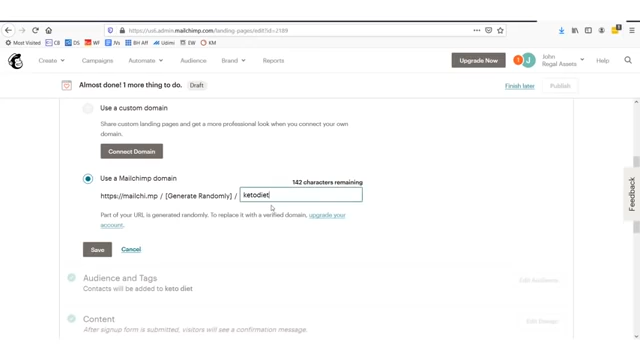 https://us6.admin.mailchimp.com/landing-pages/edit?id=2189
Most Visited CB DS WF JVs BH Aff Udimi EW KM
Create Campaigns Automate Audience Brand Reports Upgrade Now J John Help
Regal Assets
Almost done! 1 more thing to do. Draft Finish later Publish
Use a custom domain
Share custom landing pages and get a more professional look when you connect your own
domain.
Connect Domain
Use a Mailchimp domain
142 characters remaining
https://mailchi.mp / [Generate Randomly] / ketodiet
Part of your URL is generated randomly. To replace it with a verified domain, upgrade your
account.
Save Cancel
Audience and Tags
Contacts will be added to keto diet Edit Audience
Content
After signup form is submitted, visitors will see a confirmation message. Edit Design
Feedback